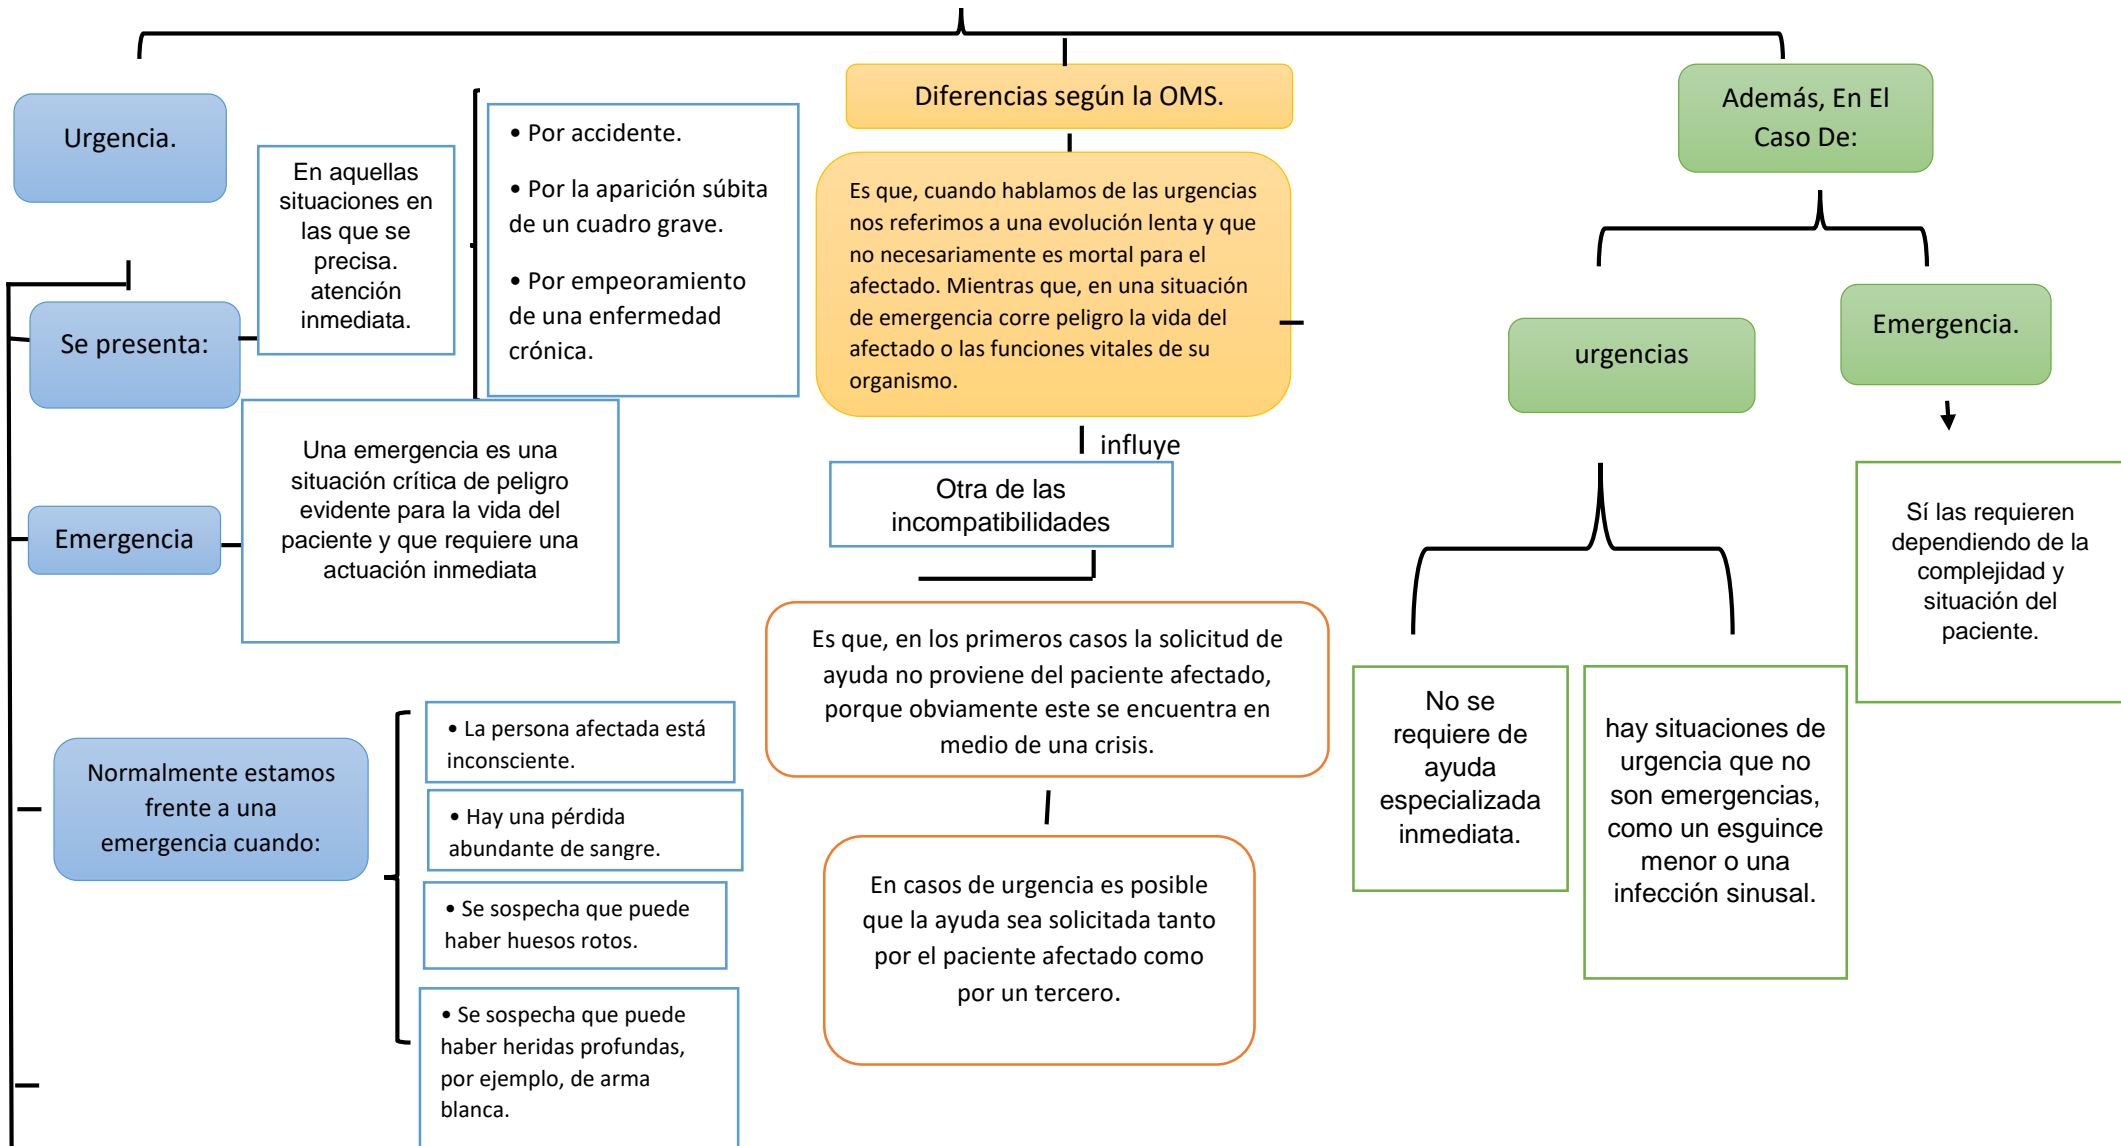 Urgencia.
Se presenta:
En aquellas
situaciones en
las que se
precisa.
atención
inmediata.
• Por accidente.
• Por la aparición súbita
de un cuadro grave.
• Por empeoramiento
de una enfermedad
crónica.
Emergencia
Una emergencia es una
situación crítica de peligro
evidente para la vida del
paciente y que requiere una
actuación inmediata
Normalmente estamos
frente a una
emergencia cuando:
• La persona afectada está
inconsciente.
• Hay una pérdida
abundante de sangre.
• Se sospecha que puede
haber huesos rotos.
• Se sospecha que puede
haber heridas profundas,
por ejemplo, de arma
blanca.
Diferencias según la OMS.
Es que, cuando hablamos de las urgencias
nos referimos a una evolución lenta y que
no necesariamente es mortal para el
afectado. Mientras que, en una situación
de emergencia corre peligro la vida del
afectado o las funciones vitales de su
organismo.
influye
Otra de las
incompatibilidades
Es que, en los primeros casos la solicitud de
ayuda no proviene del paciente afectado,
porque obviamente este se encuentra en
medio de una crisis.
En casos de urgencia es posible
que la ayuda sea solicitada tanto
por el paciente afectado como
por un tercero.
Además, En El
Caso De:
urgencias
No se
requiere de
ayuda
especializada
inmediata.
hay situaciones de
urgencia que no
son emergencias,
como un esguince
menor o una
infección sinusal.
Emergencia.
Sí las requieren
dependiendo de la
complejidad y
situación del
paciente.